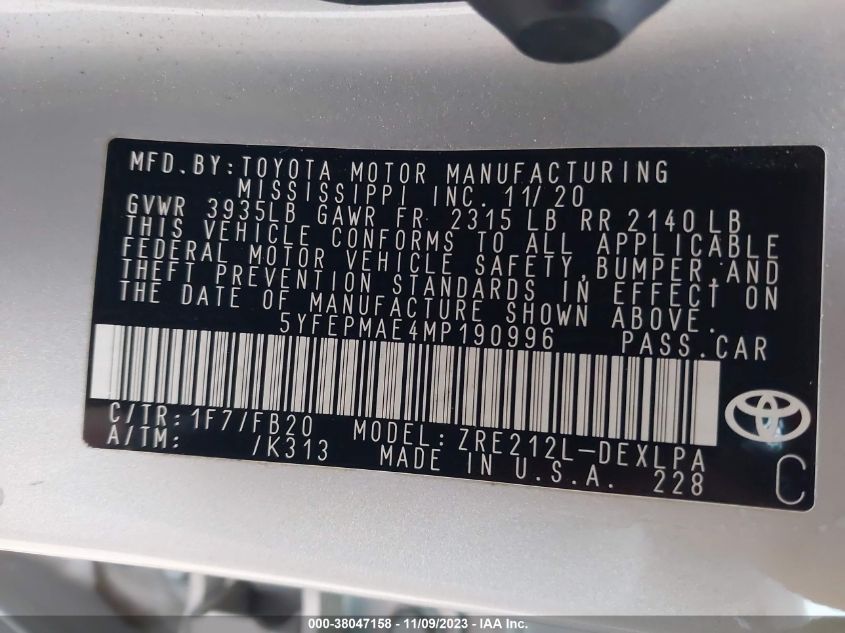 MFD.BY:TOYOTA MOTOR MANUFACTURING
MISSISSIPPI INC. 11/20
GVWR 3935LB GAWR FR 2315 LB RR 2140 LB
THIS VEHICLE CONFORMS TO ALL APPLICABLE
FEDERAL MOTOR VEHICLE SAFETY,BUMPER,AND
THEFT PREVENTION STANDARDS IN EFFECT ON
THE DATE OF MANUFACTURE SHOWN ABOVE.
5YFEPMAE4MP190996 PASS.CAR
C/TR:1F7/FB20 MODEL:ZRE212L-DEXLPA
A/TM: /K313 MADE IN U.S.A. 228
C
000-38047158 - 11/09/2023 - IAA Inc.